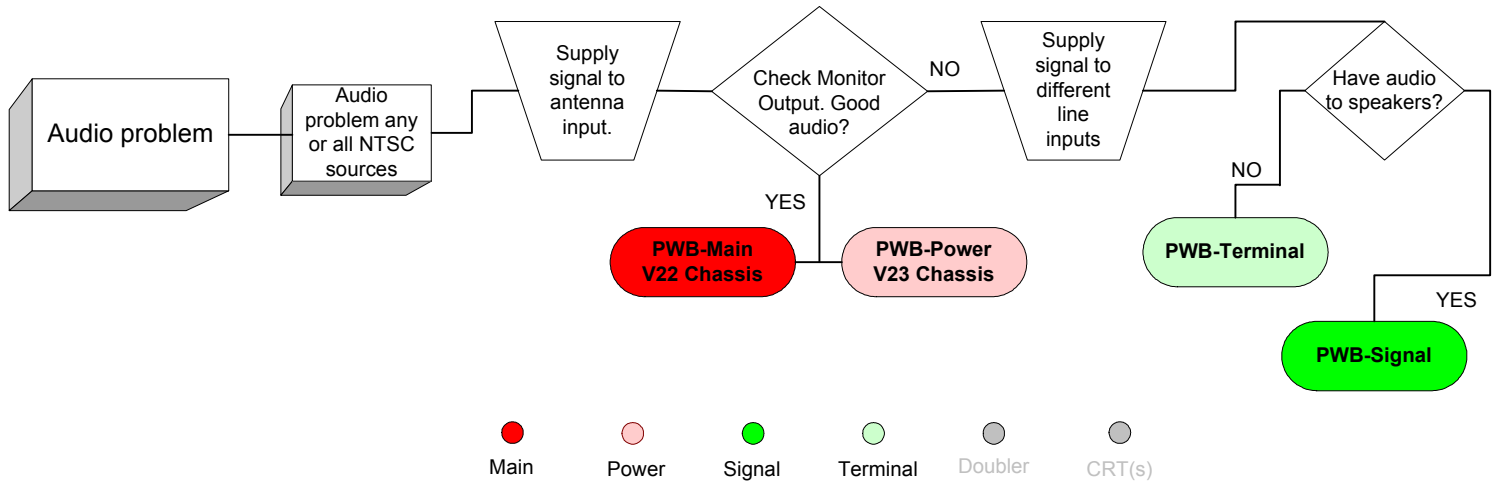 Audio problem
Audio
problem any
or all NTSC
sources
Supply
signal to
antenna
input.
Check Monitor
Output. Good
audio?
NO
YES
PWB-Main
V22 Chassis
PWB-Power
V23 Chassis
Supply
signal to
different
line
inputs
Have audio
to speakers?
NO
PWB-Terminal
YES
PWB-Signal
Main
Power
Signal
Terminal
Doubler
CRT(s)